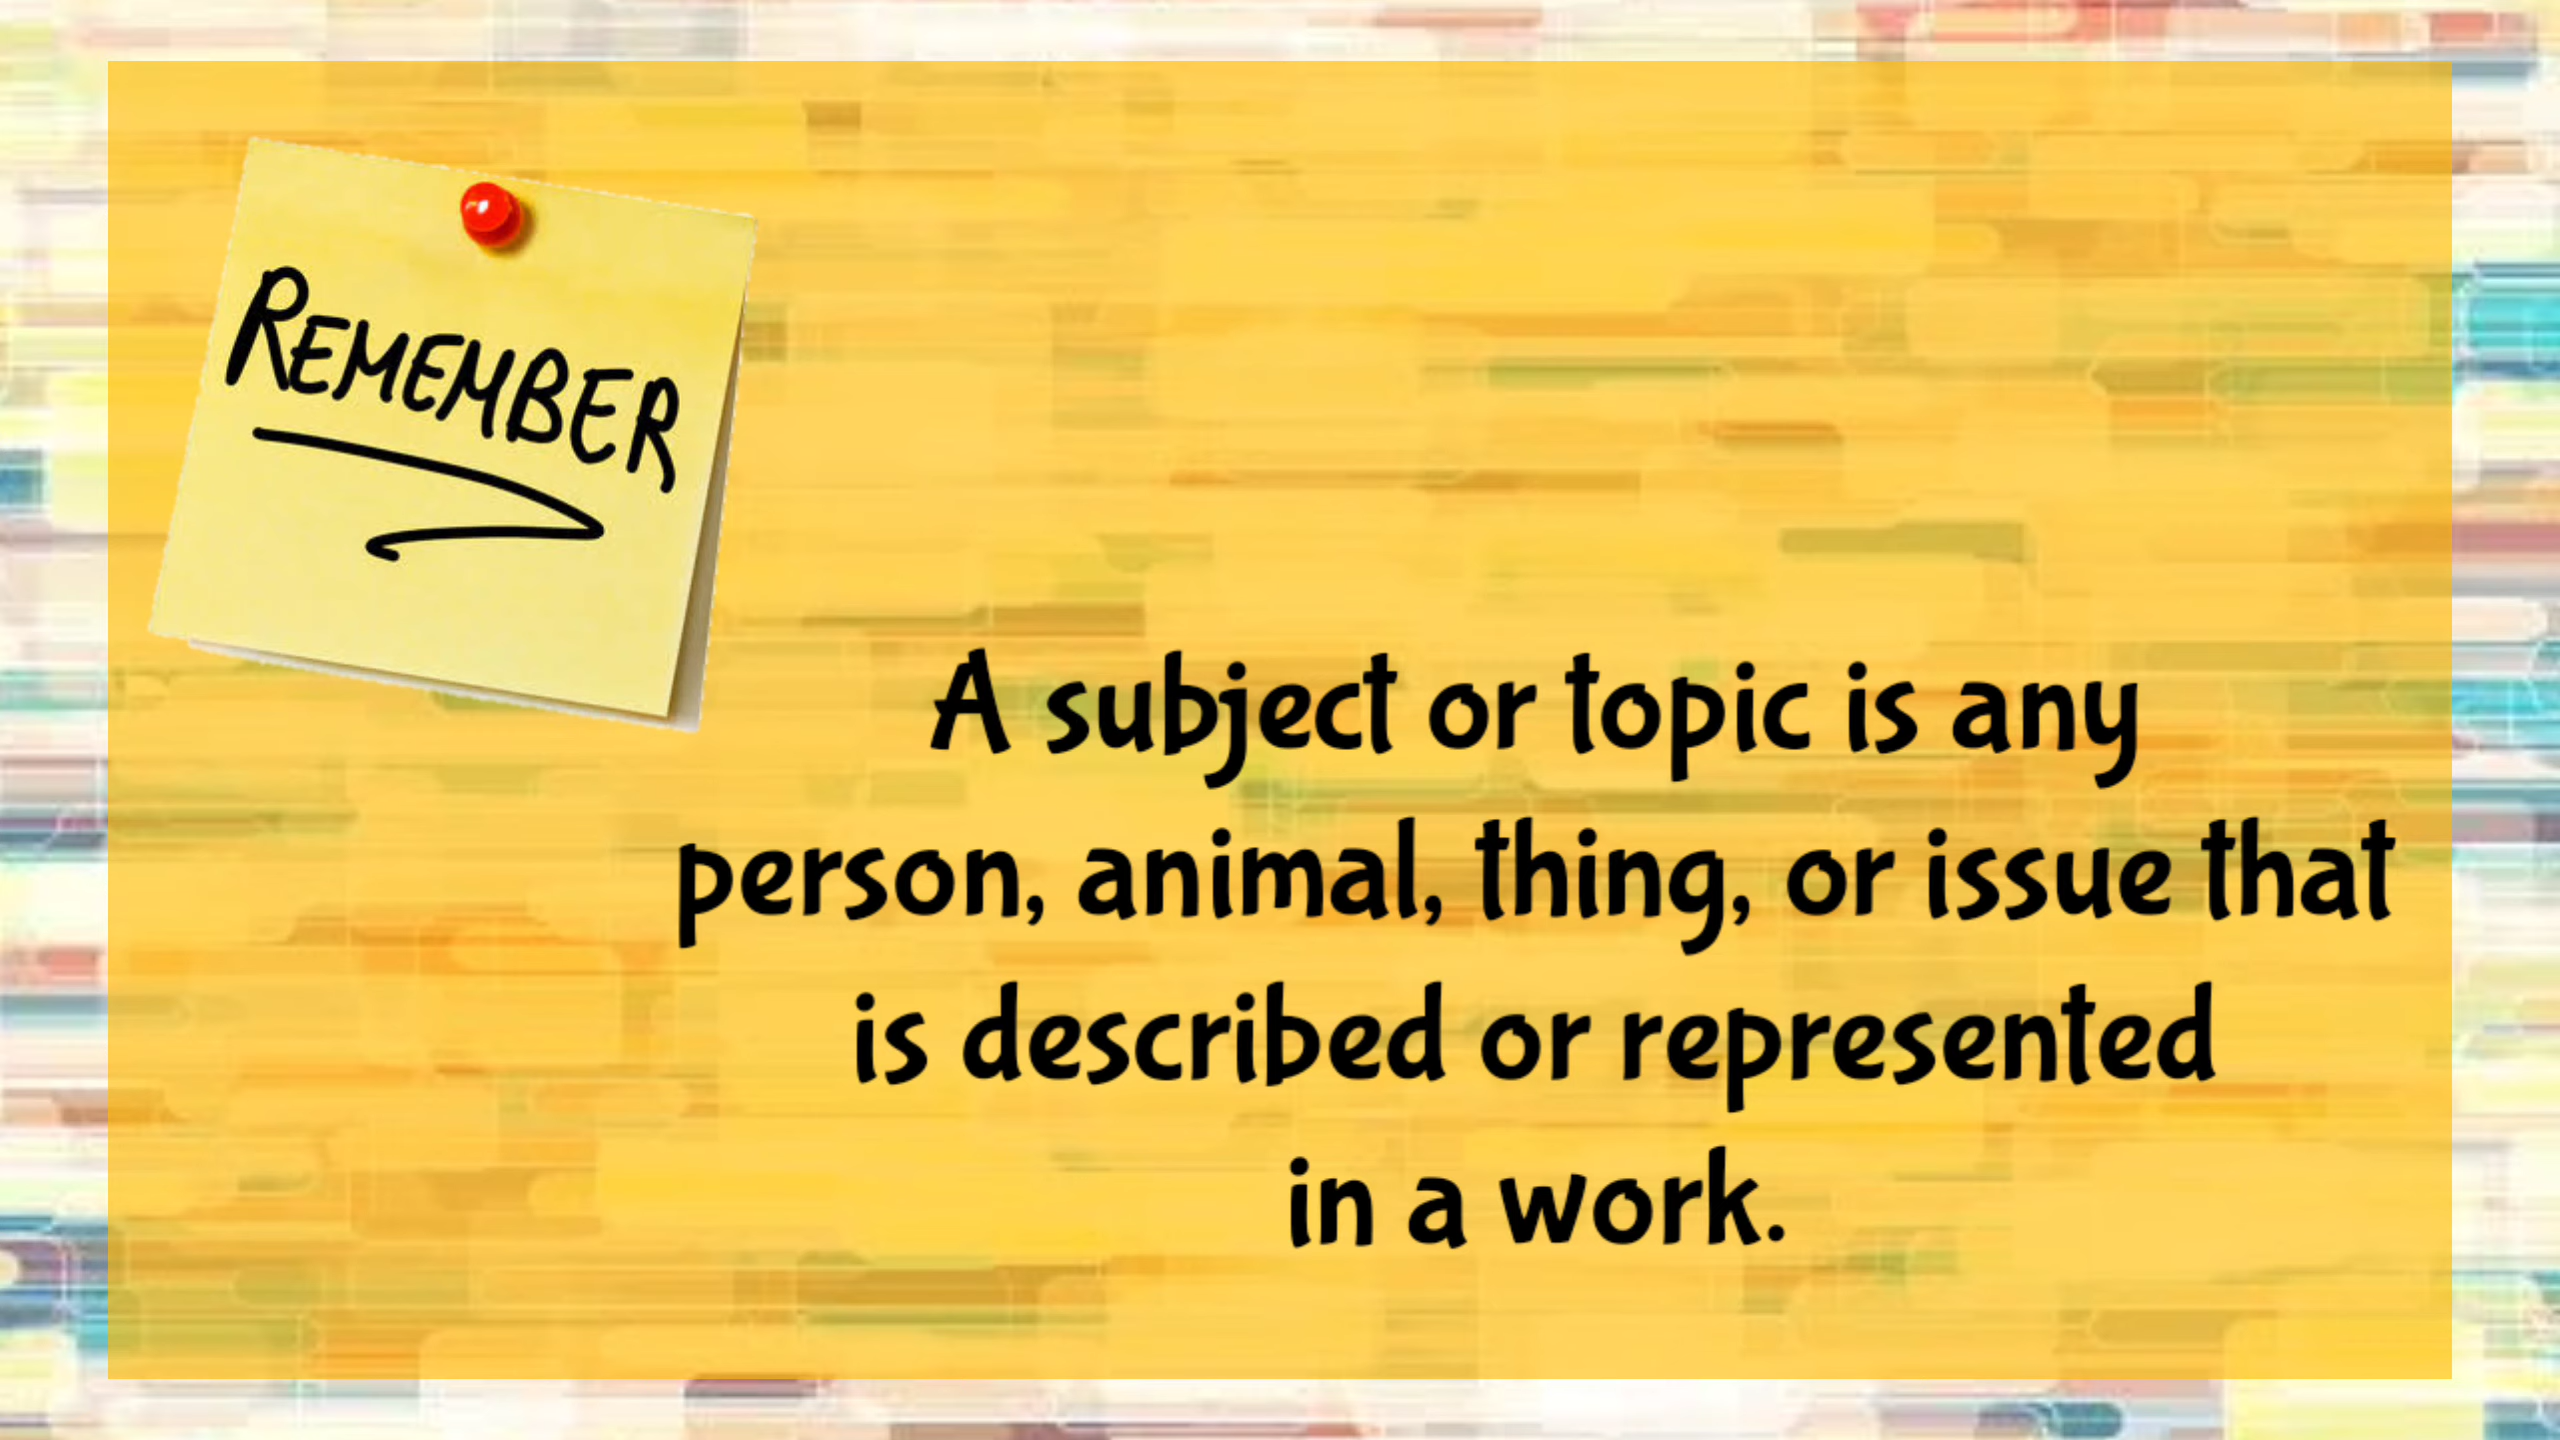 REMEMBER
A subject or topic is any
person, animal, thing, or issue that
is described or represented
in a work.